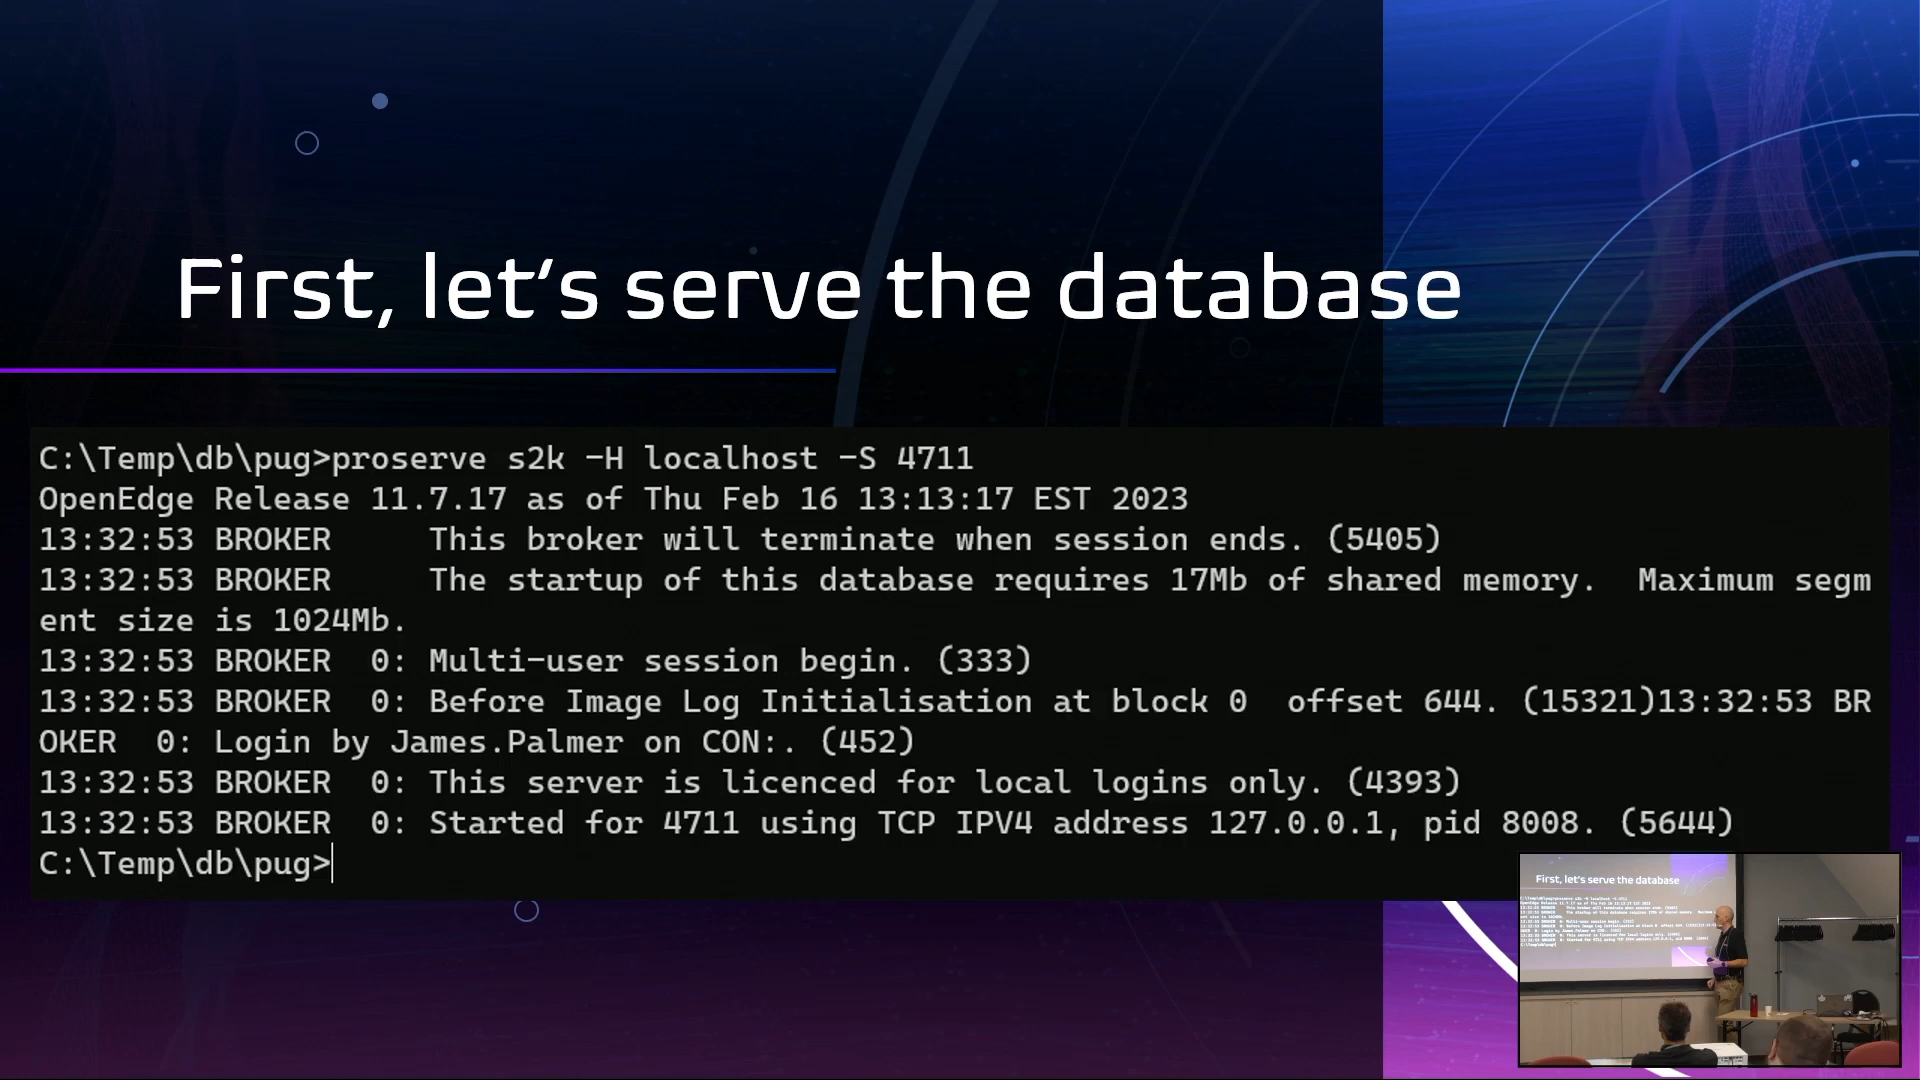 First, let's serve the database
C:\Temp\db\pug>proserve s2k -H localhost -S 4711
OpenEdge Release 11.7.17 as of Thu Feb 16 13:13:17 EST 2023
13:32:53 BROKER     This broker will terminate when session ends. (5405)
13:32:53 BROKER     The startup of this database requires 17Mb of shared memory.  Maximum segm
ent size is 1024Mb.
13:32:53 BROKER  0: Multi-user session begin. (333)
13:32:53 BROKER  0: Before Image Log Initialisation at block 0  offset 644. (15321)13:32:53 BR
OKER  0: Login by James.Palmer on CON:. (452)
13:32:53 BROKER  0: This server is licenced for local logins only. (4393)
13:32:53 BROKER  0: Started for 4711 using TCP IPV4 address 127.0.0.1, pid 8008. (5644)
C:\Temp\db\pug>
First, let's serve the database